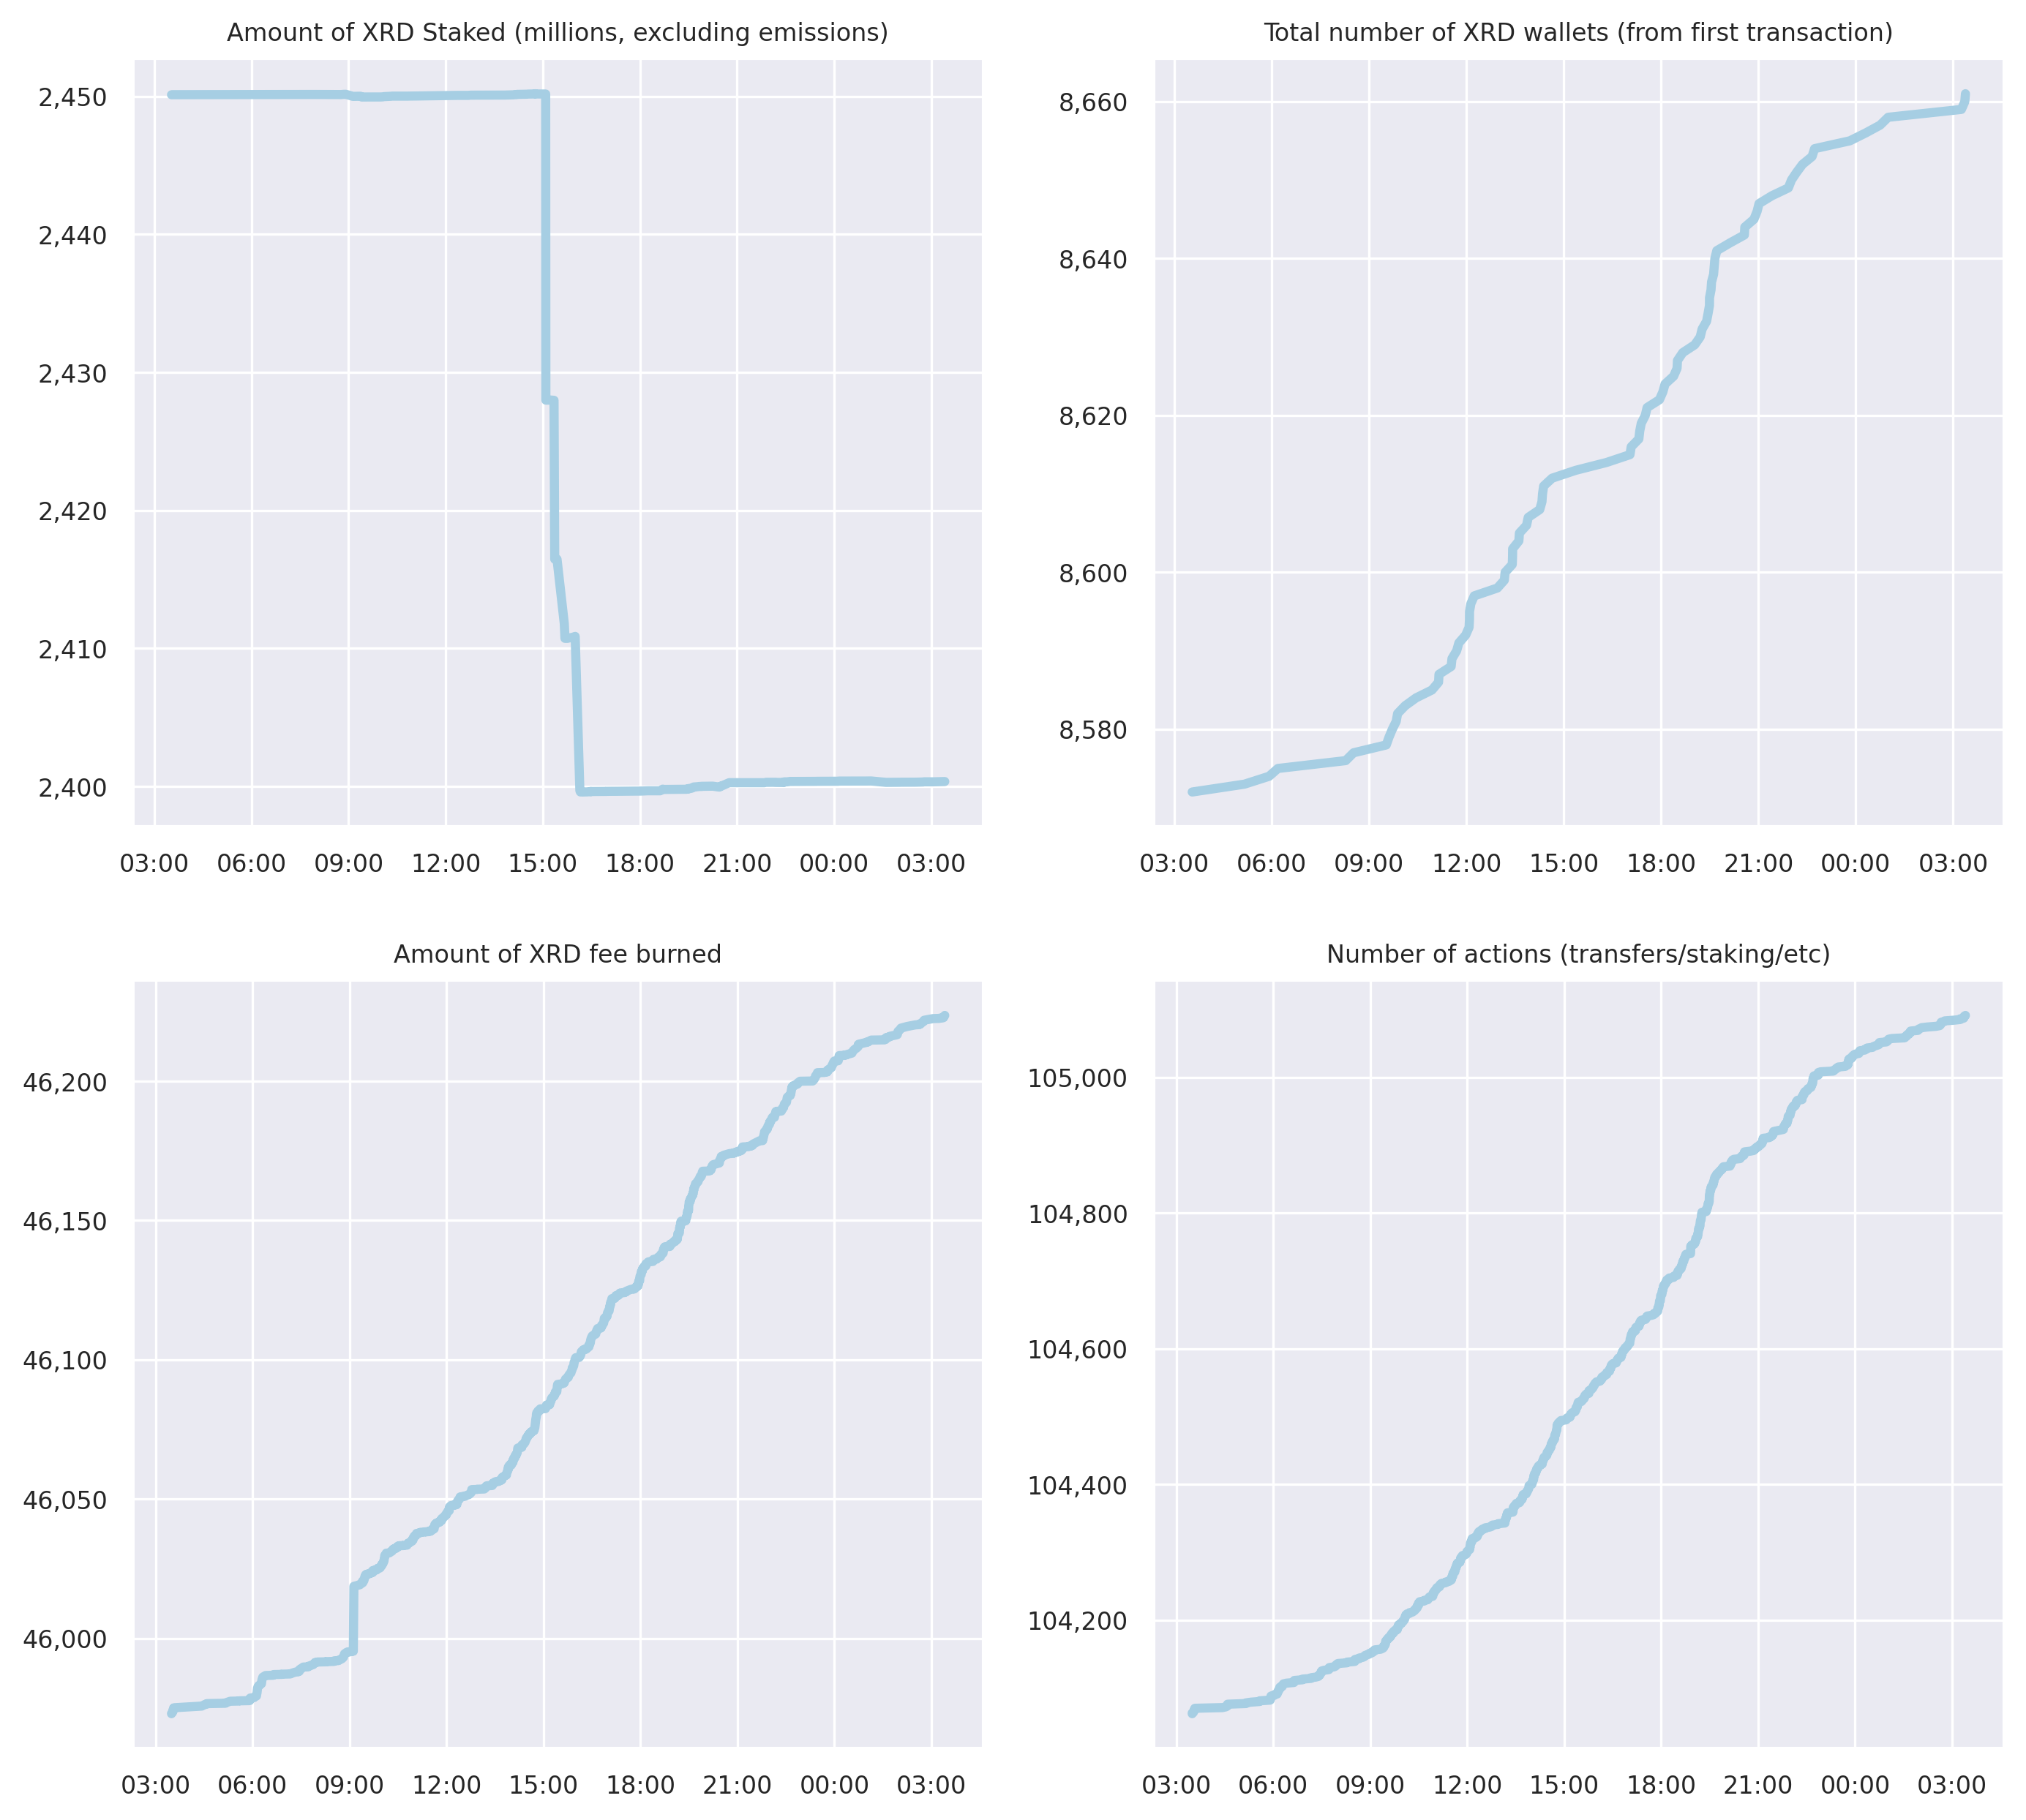 Amount of XRD Staked (millions, excluding emissions)
2,450
2,440
2,430
2,420
2,410
2,400
03:00 06:00 09:00 12:00 15:00 18:00 21:00 00:00 03:00
Total number of XRD wallets (from first transaction)
8,660
8,640
8,620
8,600
8,580
03:00 06:00 09:00 12:00 15:00 18:00 21:00 00:00 03:00
Amount of XRD fee burned
46,200
46,150
46,100
46,050
46,000
03:00 06:00 09:00 12:00 15:00 18:00 21:00 00:00 03:00
Number of actions (transfers/staking/etc)
105,000
104,800
104,600
104,400
104,200
03:00 06:00 09:00 12:00 15:00 18:00 21:00 00:00 03:00